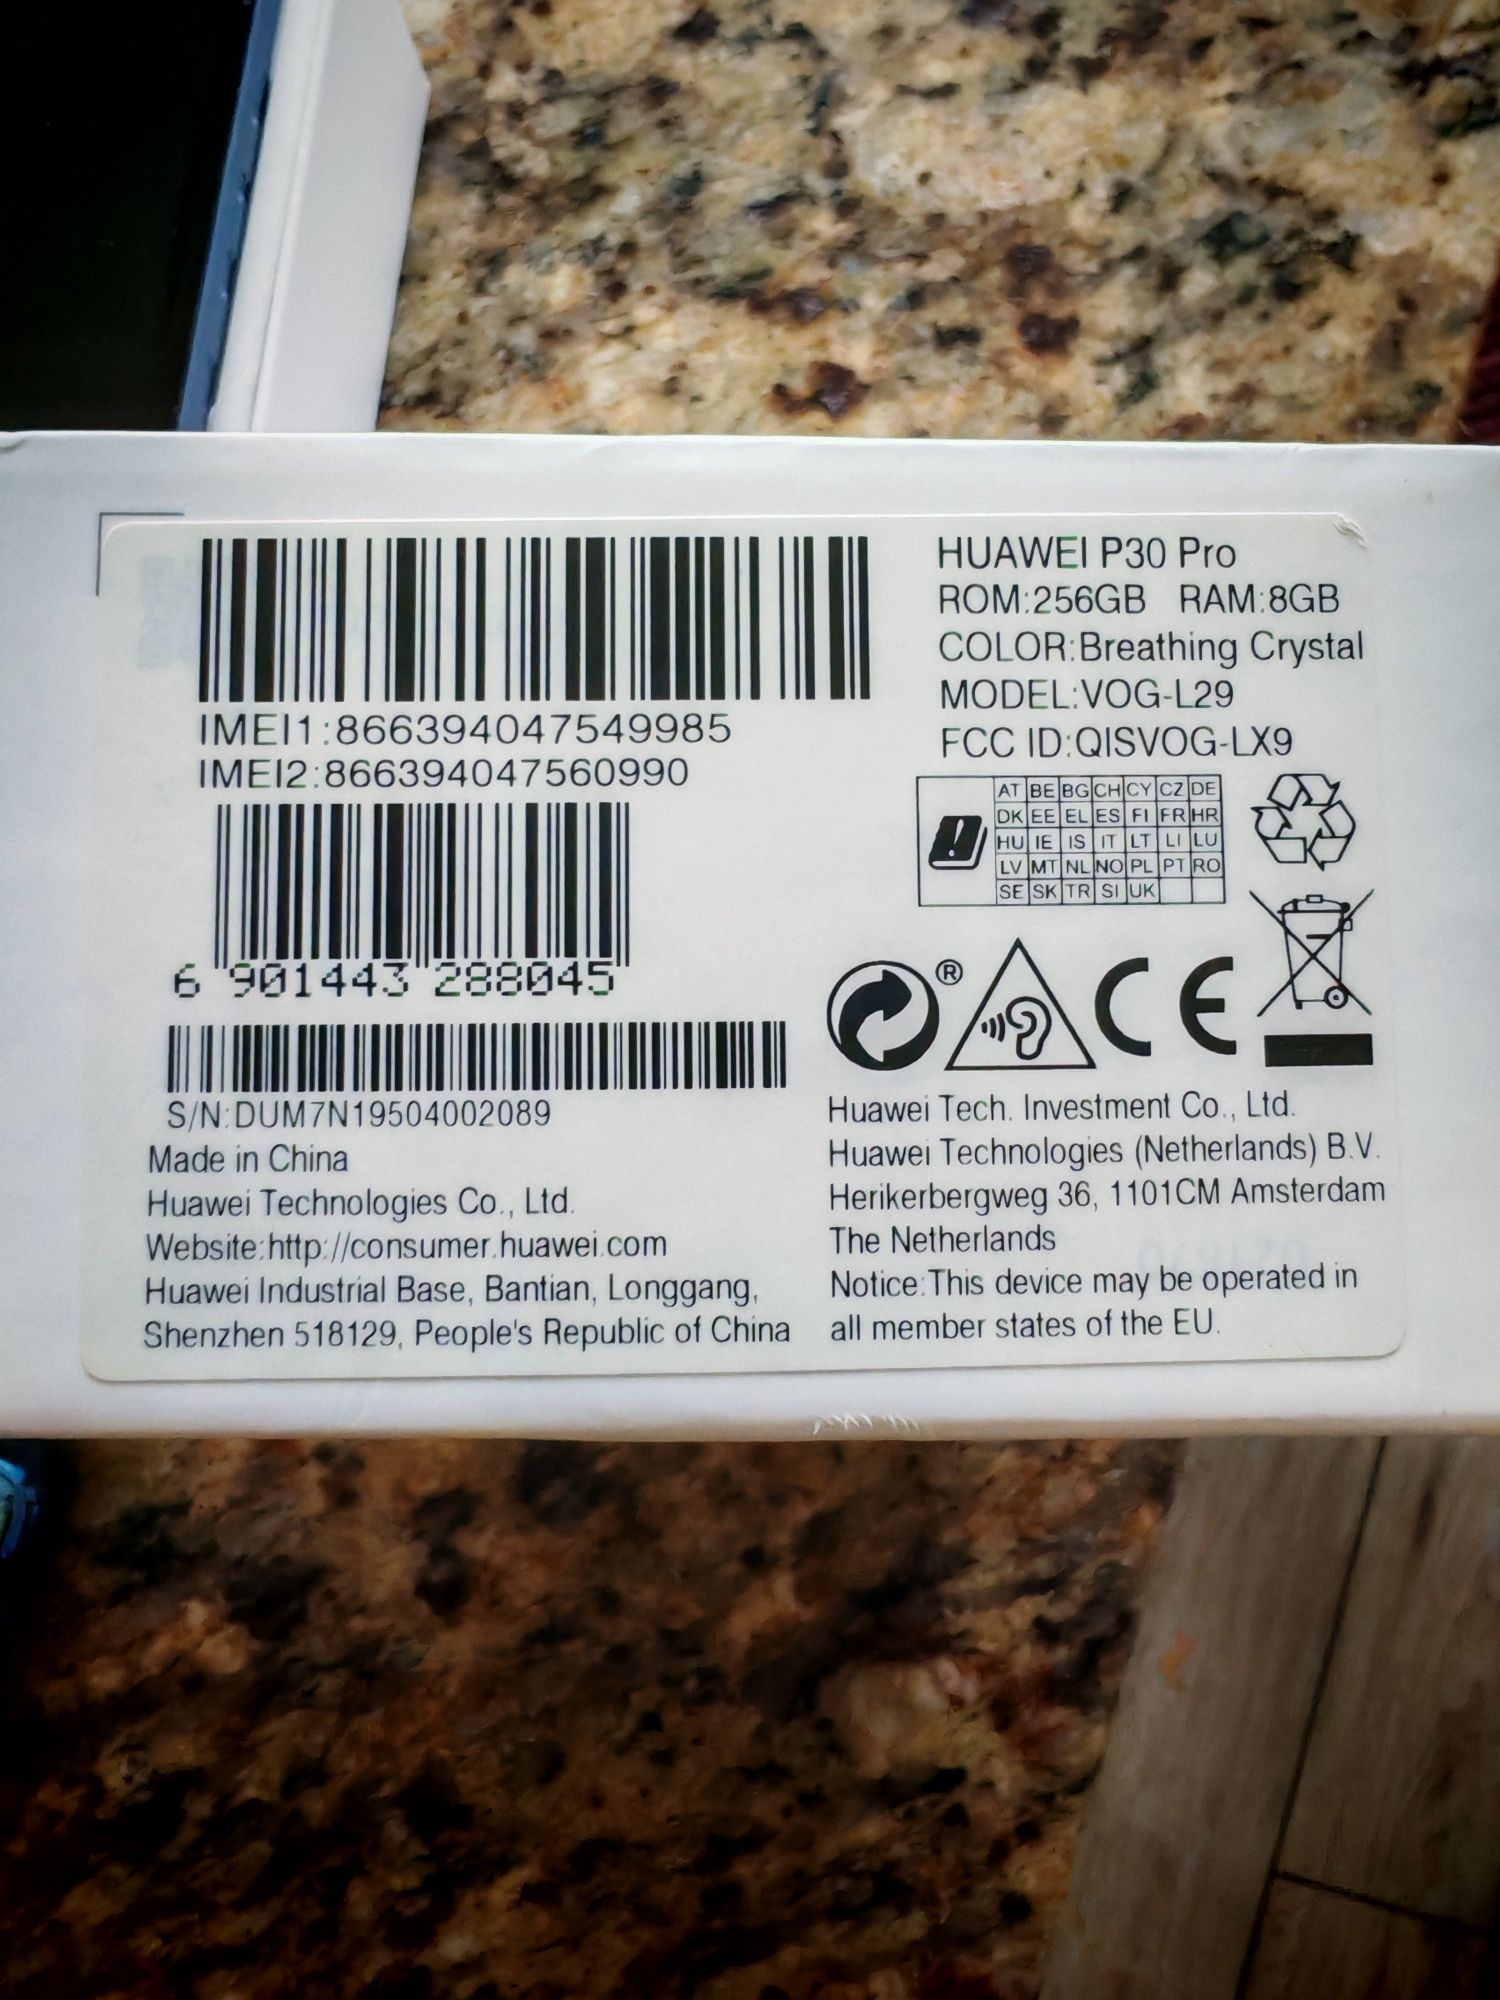 IMEI1:866394047549985
IMEI2:866394047560990
6 901443 288045
S/N:DUM7N19504002089
Made in China
Huawei Technologies Co., Ltd.
Website:http://consumer.huawei.com
Huawei Industrial Base, Bantian, Longgang,
Shenzhen 518129, People's Republic of China
HUAWEI P30 Pro
ROM:256GB RAM:8GB
COLOR:Breathing Crystal
MODEL:VOG-L29
FCC ID:QISVOG-LX9
AT BE BG CH CY CZ DE
DK EE EL ES FI FR HR
HU IE IS IT LT LI LU
LV MT NL NO PL PT RO
SE SK TR SI UK
® CE
Huawei Tech. Investment Co., Ltd.
Huawei Technologies (Netherlands) B.V.
Herikerbergweg 36, 1101CM Amsterdam
The Netherlands
Notice:This device may be operated in
all member states of the EU.